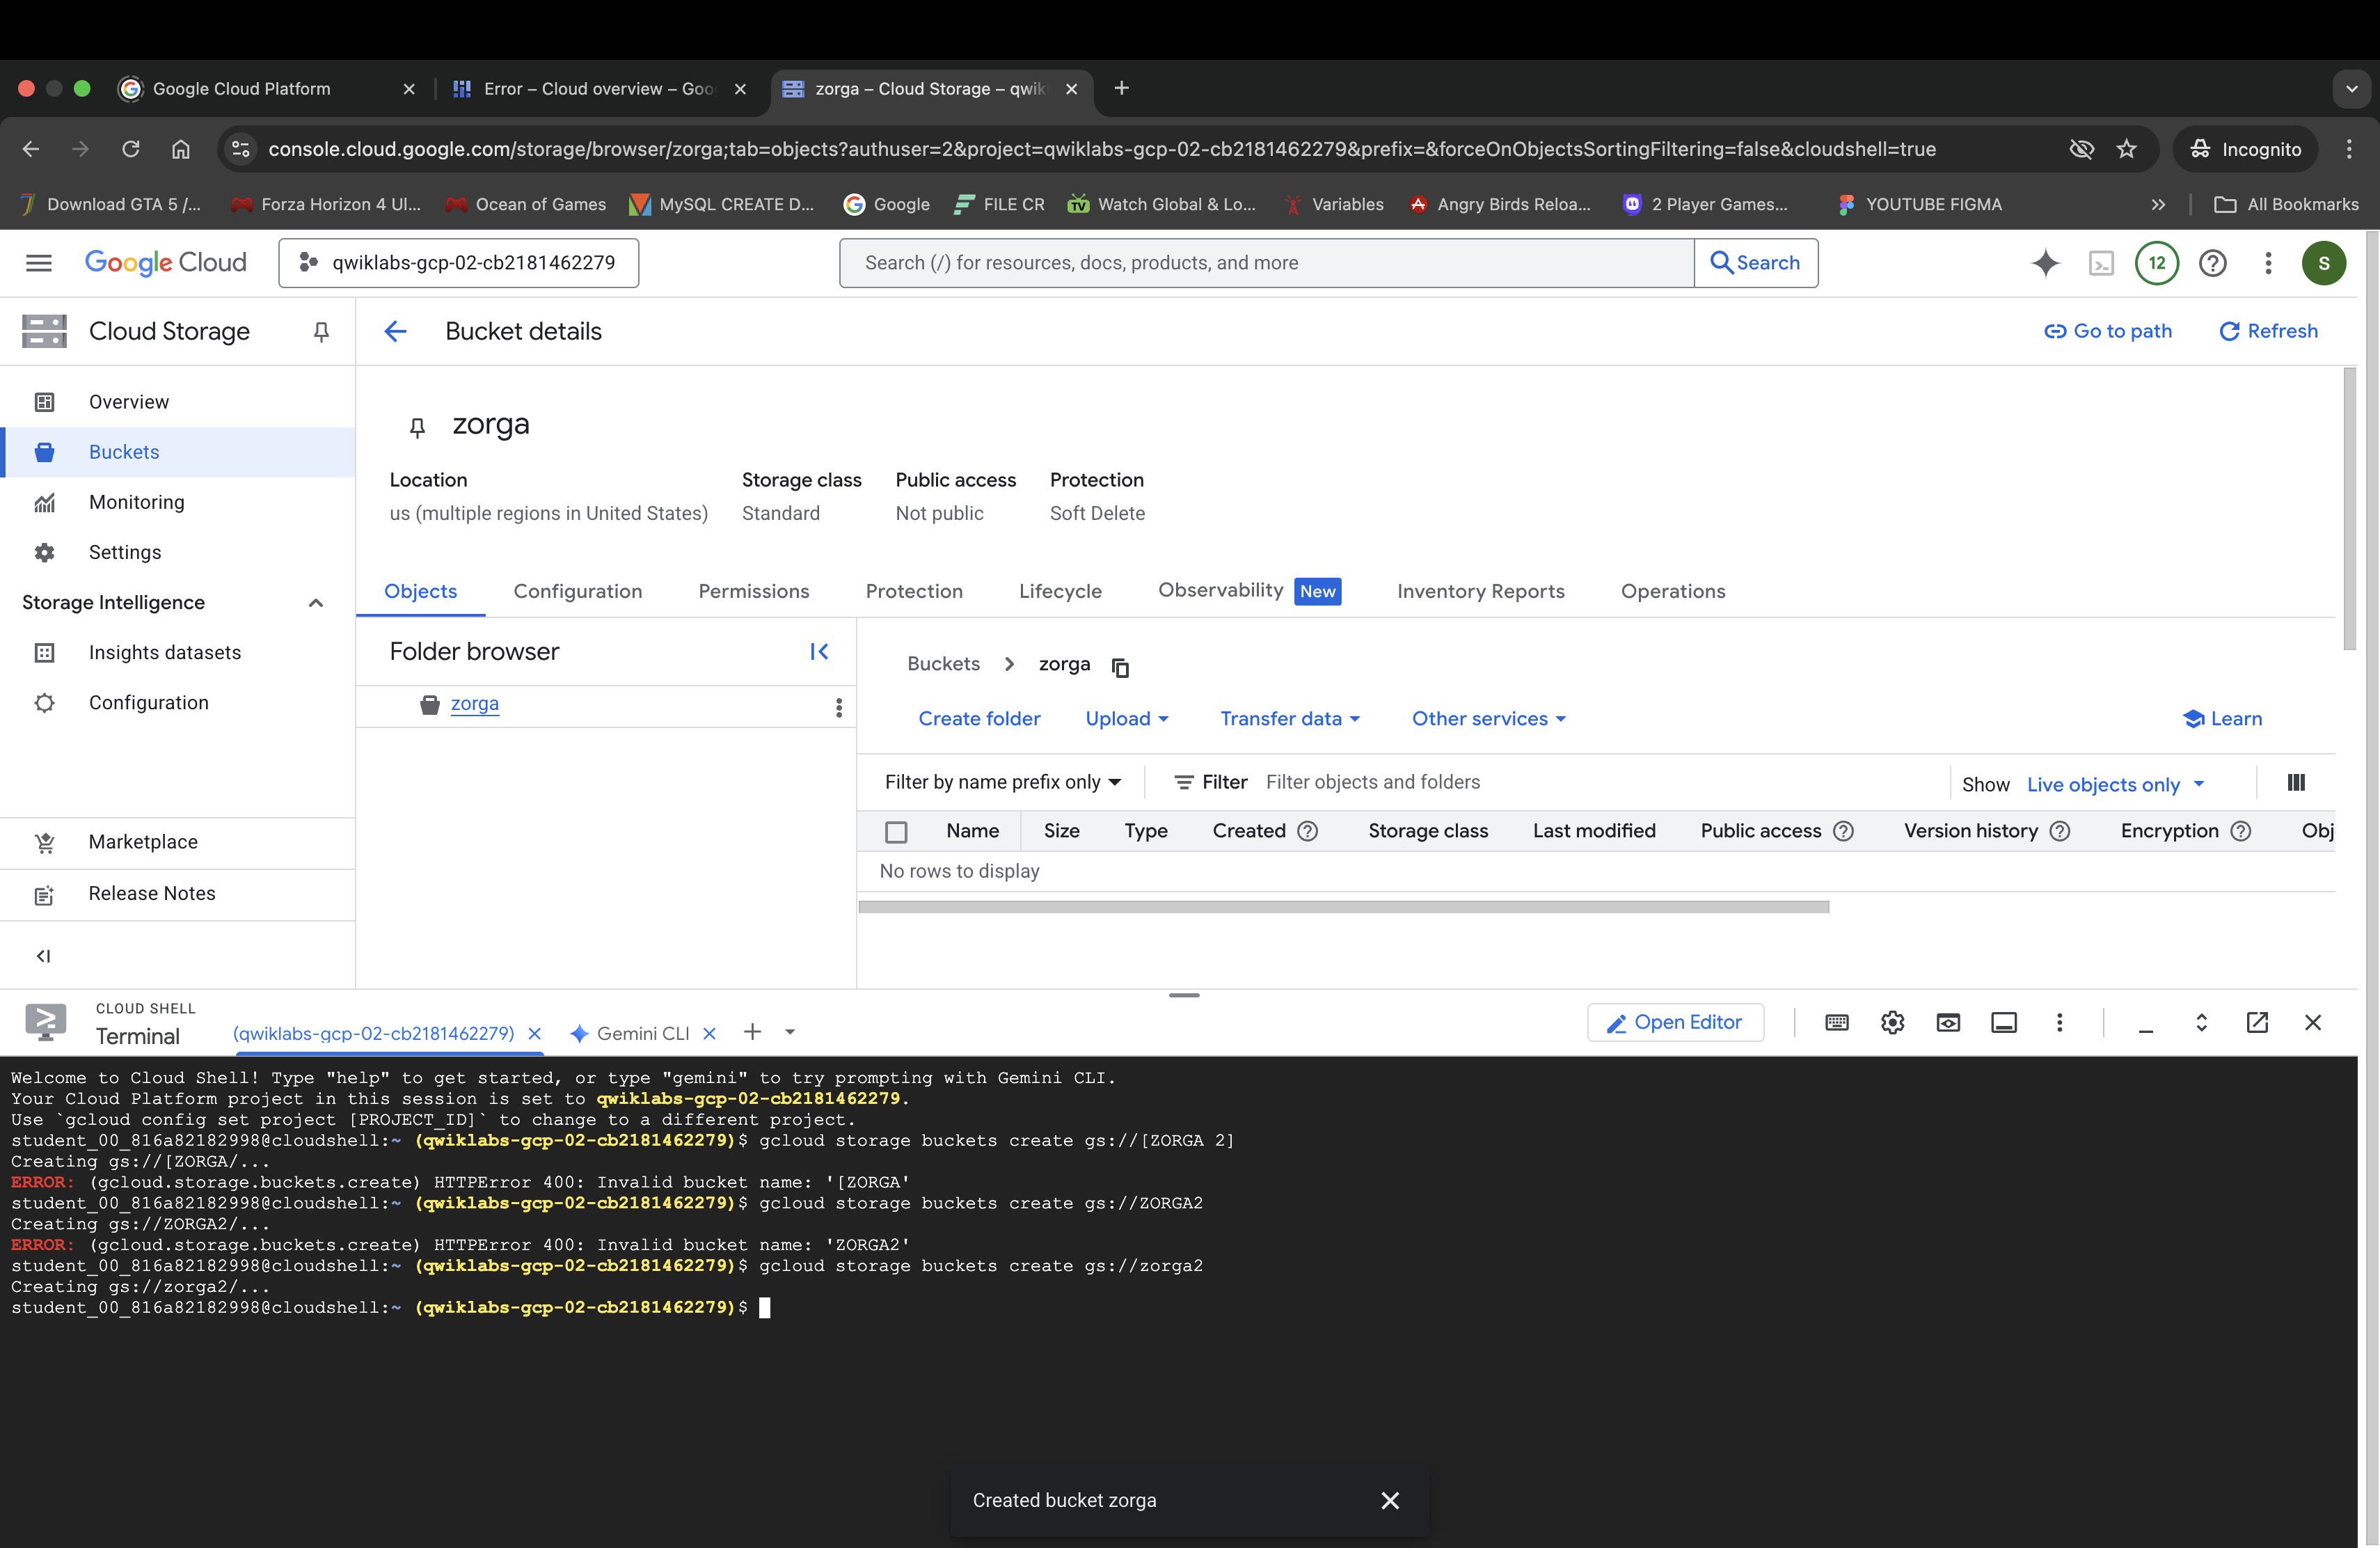 Google Cloud Platform
Error – Cloud overview – Goo
zorga – Cloud Storage – qwik
console.cloud.google.com/storage/browser/zorga;tab=objects?authuser=2&project=qwiklabs-gcp-02-cb2181462279&prefix=&forceOnObjectsSortingFiltering=false&cloudshell=true
Incognito
Download GTA 5 /...
Forza Horizon 4 Ul...
Ocean of Games
MySQL CREATE D...
Google
FILE CR
Watch Global & Lo...
Variables
Angry Birds Reloa...
2 Player Games...
YOUTUBE FIGMA
All Bookmarks
Google Cloud
qwiklabs-gcp-02-cb2181462279
Search (/) for resources, docs, products, and more
Search
12
S
Cloud Storage
Bucket details
Go to path
Refresh
Overview
Buckets
Monitoring
Settings
Storage Intelligence
Insights datasets
Configuration
Marketplace
Release Notes
zorga
Location
Storage class
Public access
Protection
us (multiple regions in United States)
Standard
Not public
Soft Delete
Objects
Configuration
Permissions
Protection
Lifecycle
Observability New
Inventory Reports
Operations
Folder browser
zorga
Buckets
zorga
Create folder
Upload
Transfer data
Other services
Learn
Filter by name prefix only
Filter
Filter objects and folders
Show
Live objects only
Name
Size
Type
Created
Storage class
Last modified
Public access
Version history
Encryption
Obj
No rows to display
CLOUD SHELL
Terminal
(qwiklabs-gcp-02-cb2181462279)
Gemini CLI
Open Editor
Welcome to Cloud Shell! Type "help" to get started, or type "gemini" to try prompting with Gemini CLI.
Your Cloud Platform project in this session is set to qwiklabs-gcp-02-cb2181462279.
Use `gcloud config set project [PROJECT_ID]` to change to a different project.
student_00_816a82182998@cloudshell:~ (qwiklabs-gcp-02-cb2181462279)$ gcloud storage buckets create gs://[ZORGA 2]
Creating gs://[ZORGA/...
ERROR: (gcloud.storage.buckets.create) HTTPError 400: Invalid bucket name: '[ZORGA'
student_00_816a82182998@cloudshell:~ (qwiklabs-gcp-02-cb2181462279)$ gcloud storage buckets create gs://ZORGA2
Creating gs://ZORGA2/...
ERROR: (gcloud.storage.buckets.create) HTTPError 400: Invalid bucket name: 'ZORGA2'
student_00_816a82182998@cloudshell:~ (qwiklabs-gcp-02-cb2181462279)$ gcloud storage buckets create gs://zorga2
Creating gs://zorga2/...
student_00_816a82182998@cloudshell:~ (qwiklabs-gcp-02-cb2181462279)$
Created bucket zorga